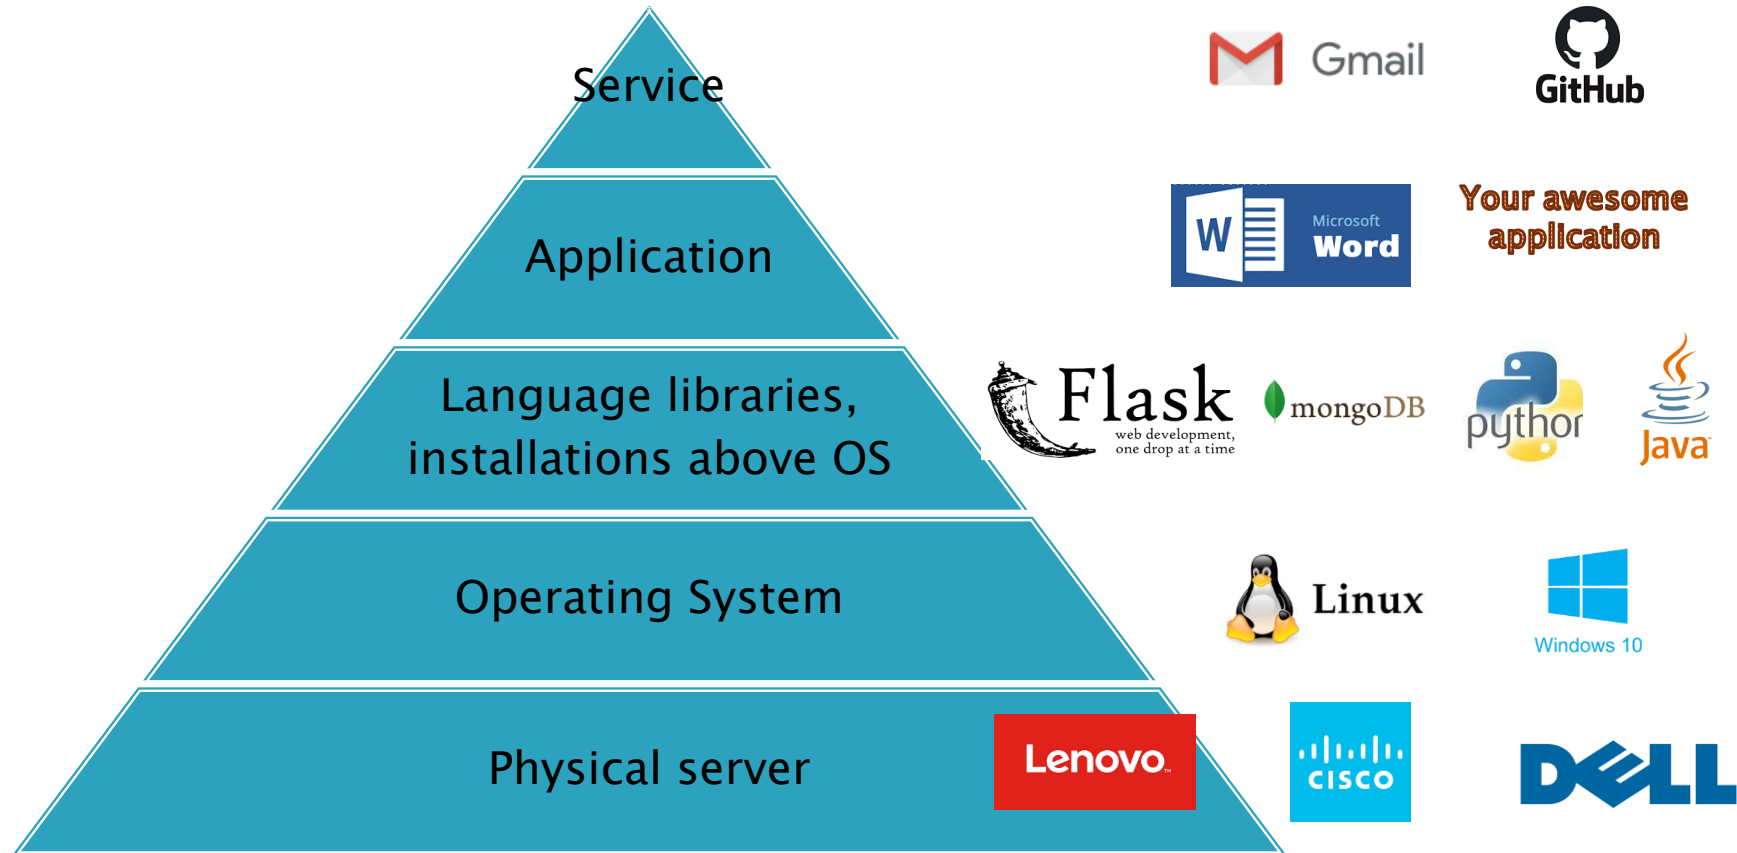 Service
Gmail
GitHub
Application
Microsoft
Word
Your awesome
application
Language libraries,
installations above OS
Flask
web development,
one drop at a time
mongoDB
python
Java
Operating System
Linux
Windows 10
Physical server
Lenovo™
CISCO
DELL